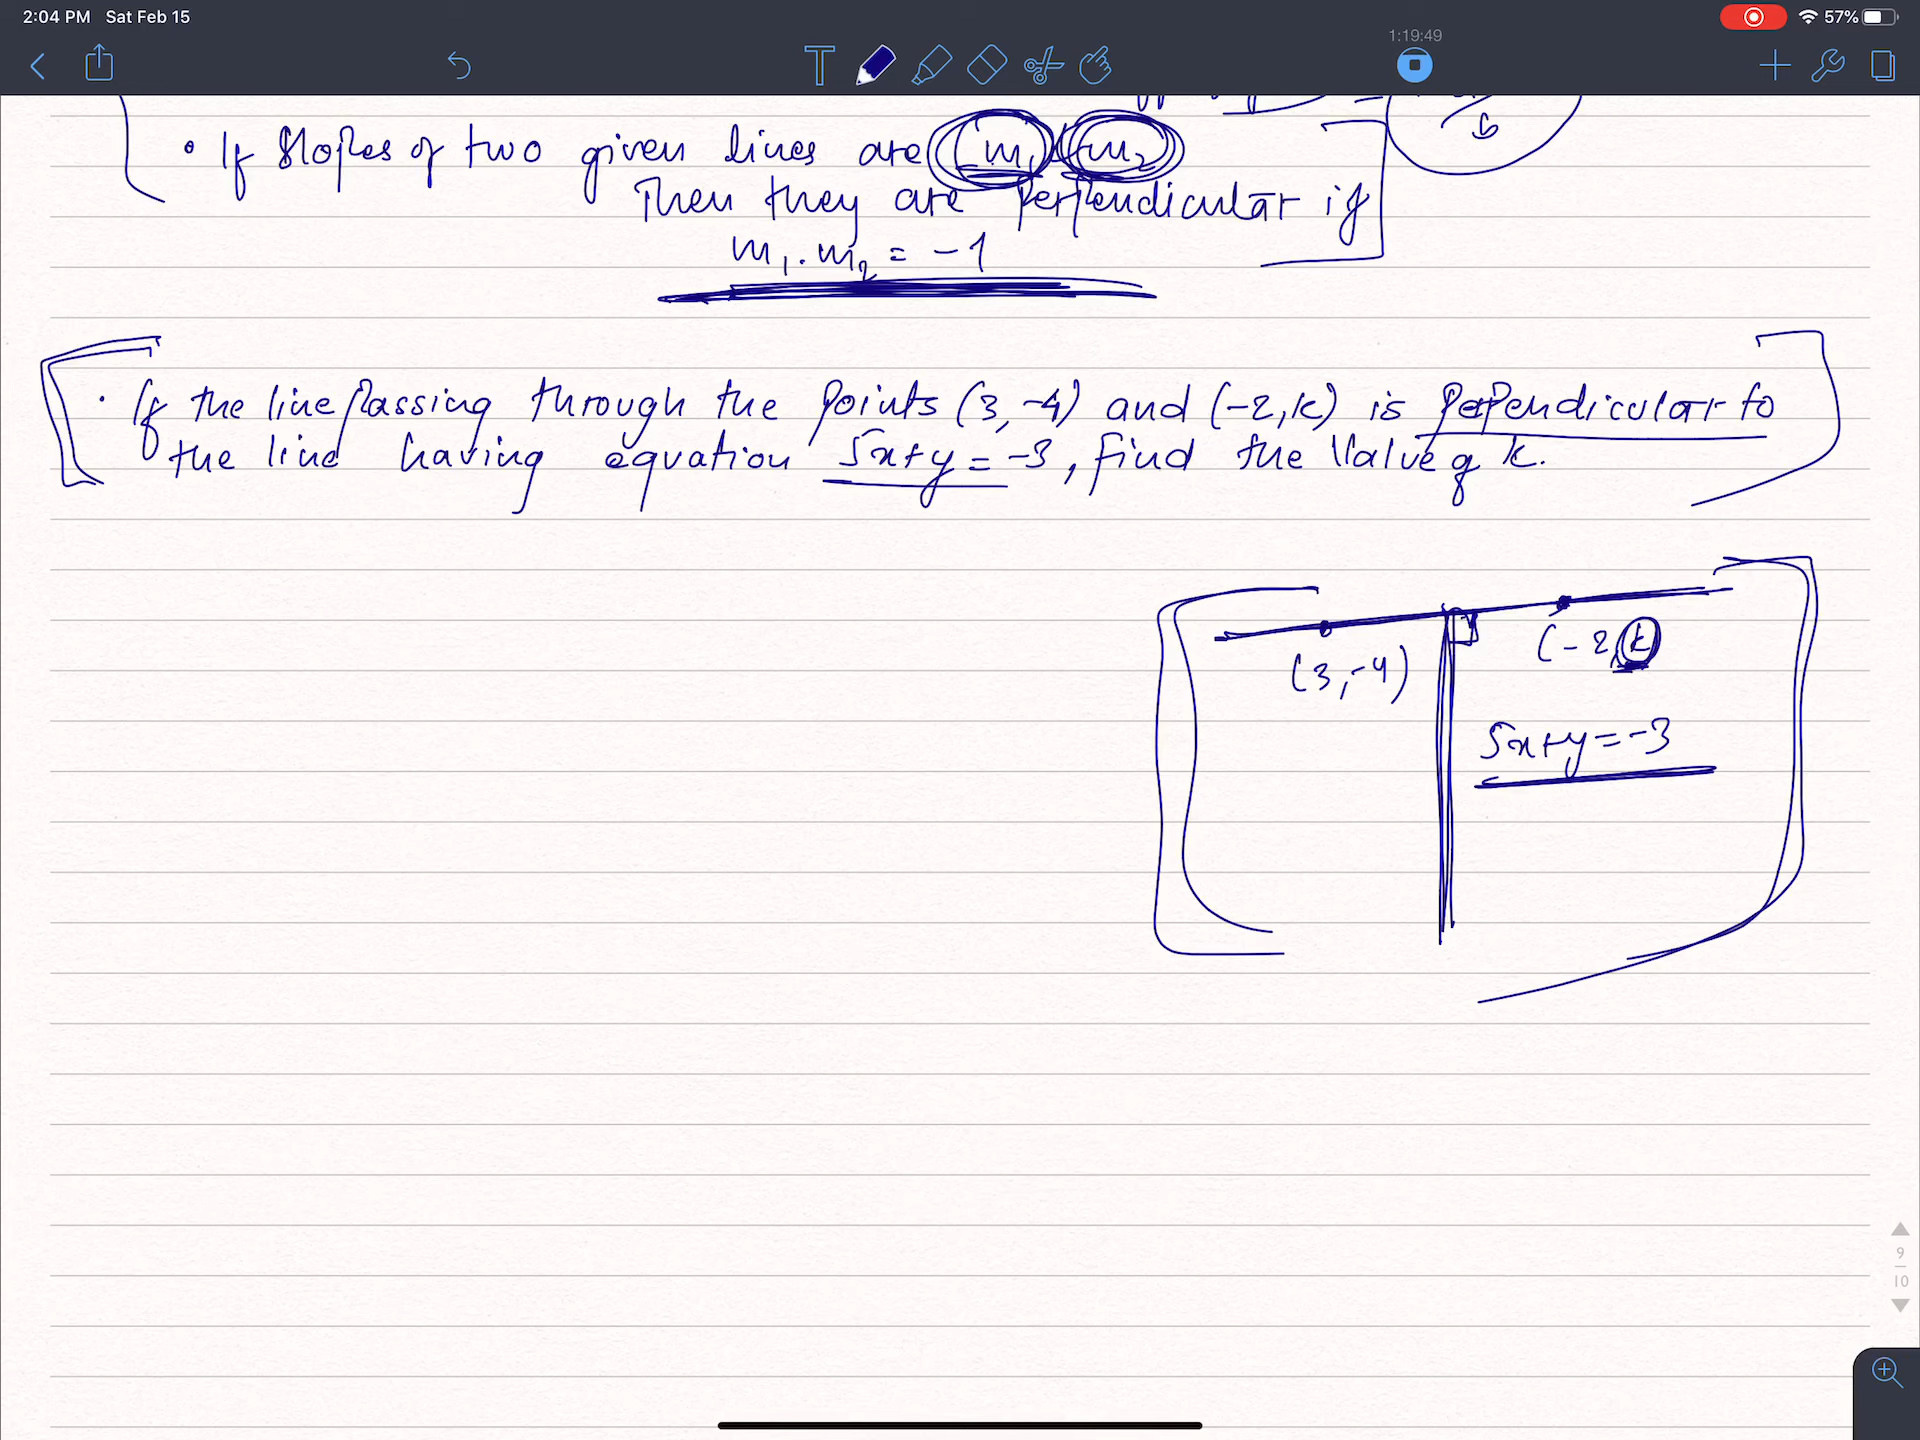 2:04 PM Sat Feb 15
57%
1:19:49
T
• If slopes of two given lines are m₁ m₂
Then they are perpendicular if
m₁.m₂ = -1
• If the line passing through the points (3,-4) and (-2,k) is perpendicular to
the line having equation 5x+y=-3, find the value of k.
(3,-4)
(-2,k)
5x+y=-3
9
10